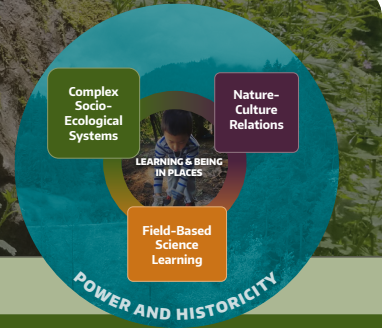 Complex
Socio-
Ecological
Systems
Nature-
Culture
Relations
LEARNING & BEING
IN PLACES
Field-Based
Science
Learning
POWER AND HISTORICITY